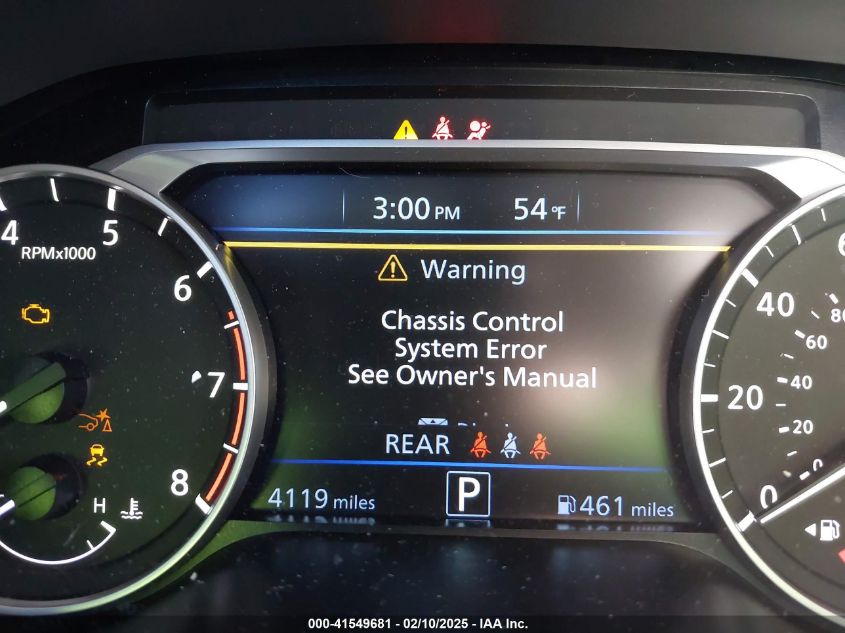 3:00 PM 54°F
Warning
Chassis Control
System Error
See Owner's Manual
REAR
4119 miles P 461 miles
4 5 6 7 8
RPMx1000
H
0 20 40
0 20 40 60 80
000-41549681 - 02/10/2025 - IAA Inc.